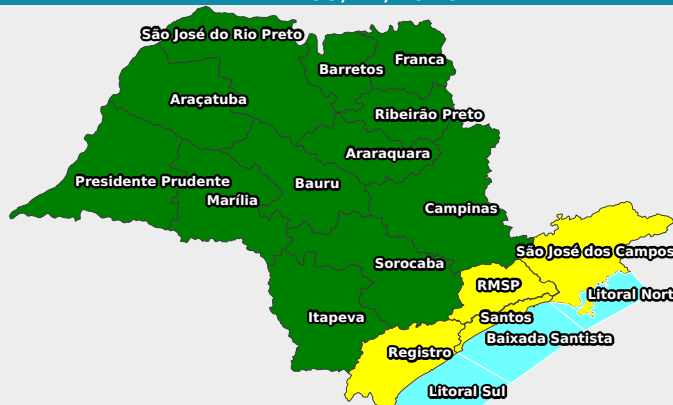 São José do Rio Preto
Franca
Barretos
Araçatuba
Ribeirão Preto
Araraquara
Presidente Prudente
Bauru
Marília
Campinas
São José dos Campos
Sorocaba
RMSP
Litoral Nort
Itapeva
Santos
Baixada Santista
Registro
Litoral Sul